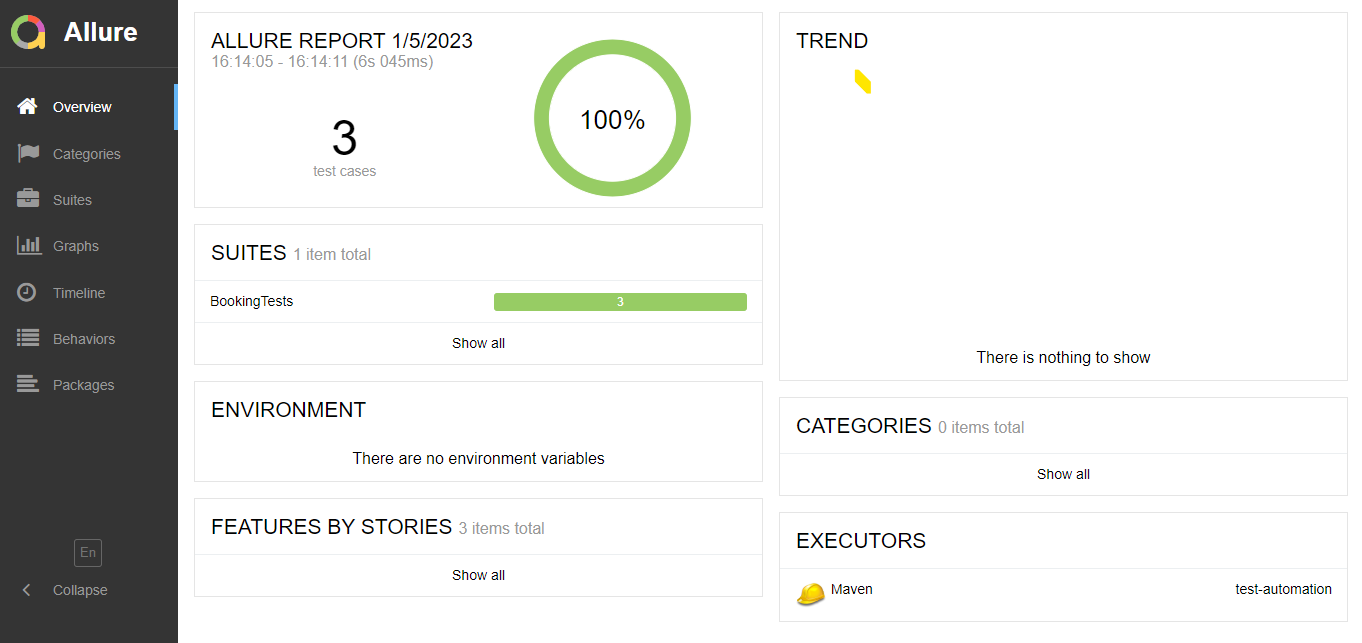 Allure
Overview
Categories
Suites
Graphs
Timeline
Behaviors
Packages
En
Collapse
ALLURE REPORT 1/5/2023
16:14:05 - 16:14:11 (6s 045ms)
3
test cases
100%
SUITES 1 item total
BookingTests 3
Show all
ENVIRONMENT
There are no environment variables
FEATURES BY STORIES 3 items total
Show all
TREND
There is nothing to show
CATEGORIES 0 items total
Show all
EXECUTORS
Maven test-automation